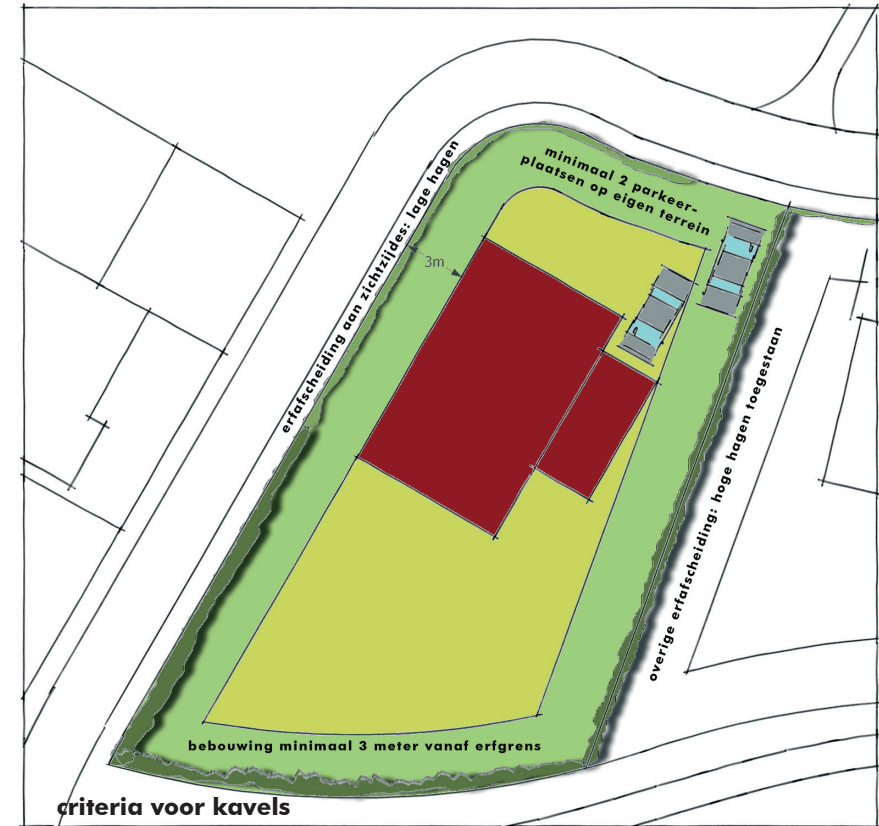 minimaal 2 parkeer-
plaatsen op eigen terrein
erfafscheiding aan zichtzijdes: lage hagen
3m
overige erfafscheiding: hoge hagen toegestaan
bebouwing minimaal 3 meter vanaf erfgrens
criteria voor kavels